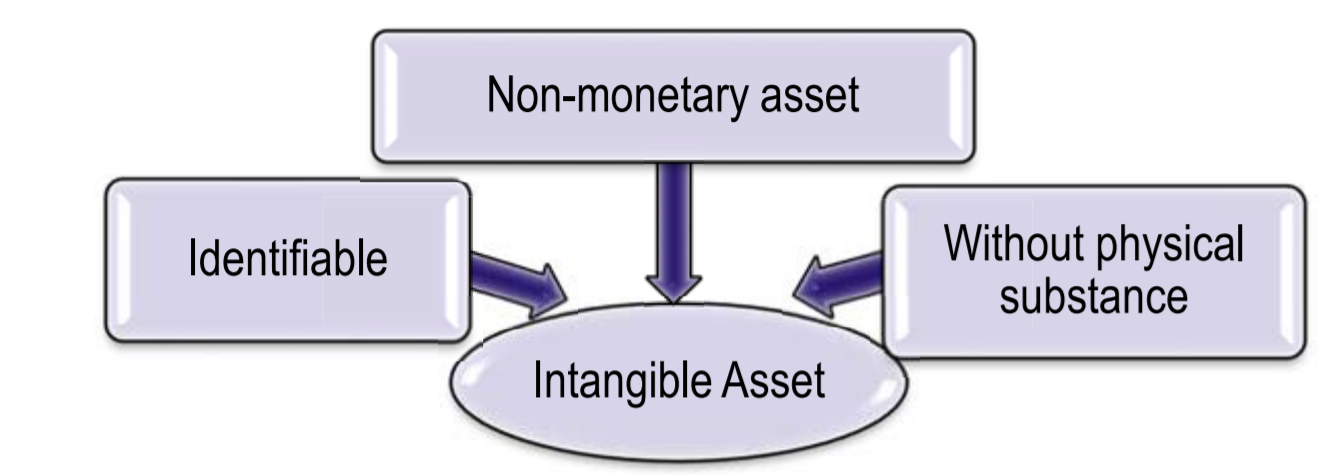 Non-monetary asset
Identifiable
Without physical
substance
Intangible Asset